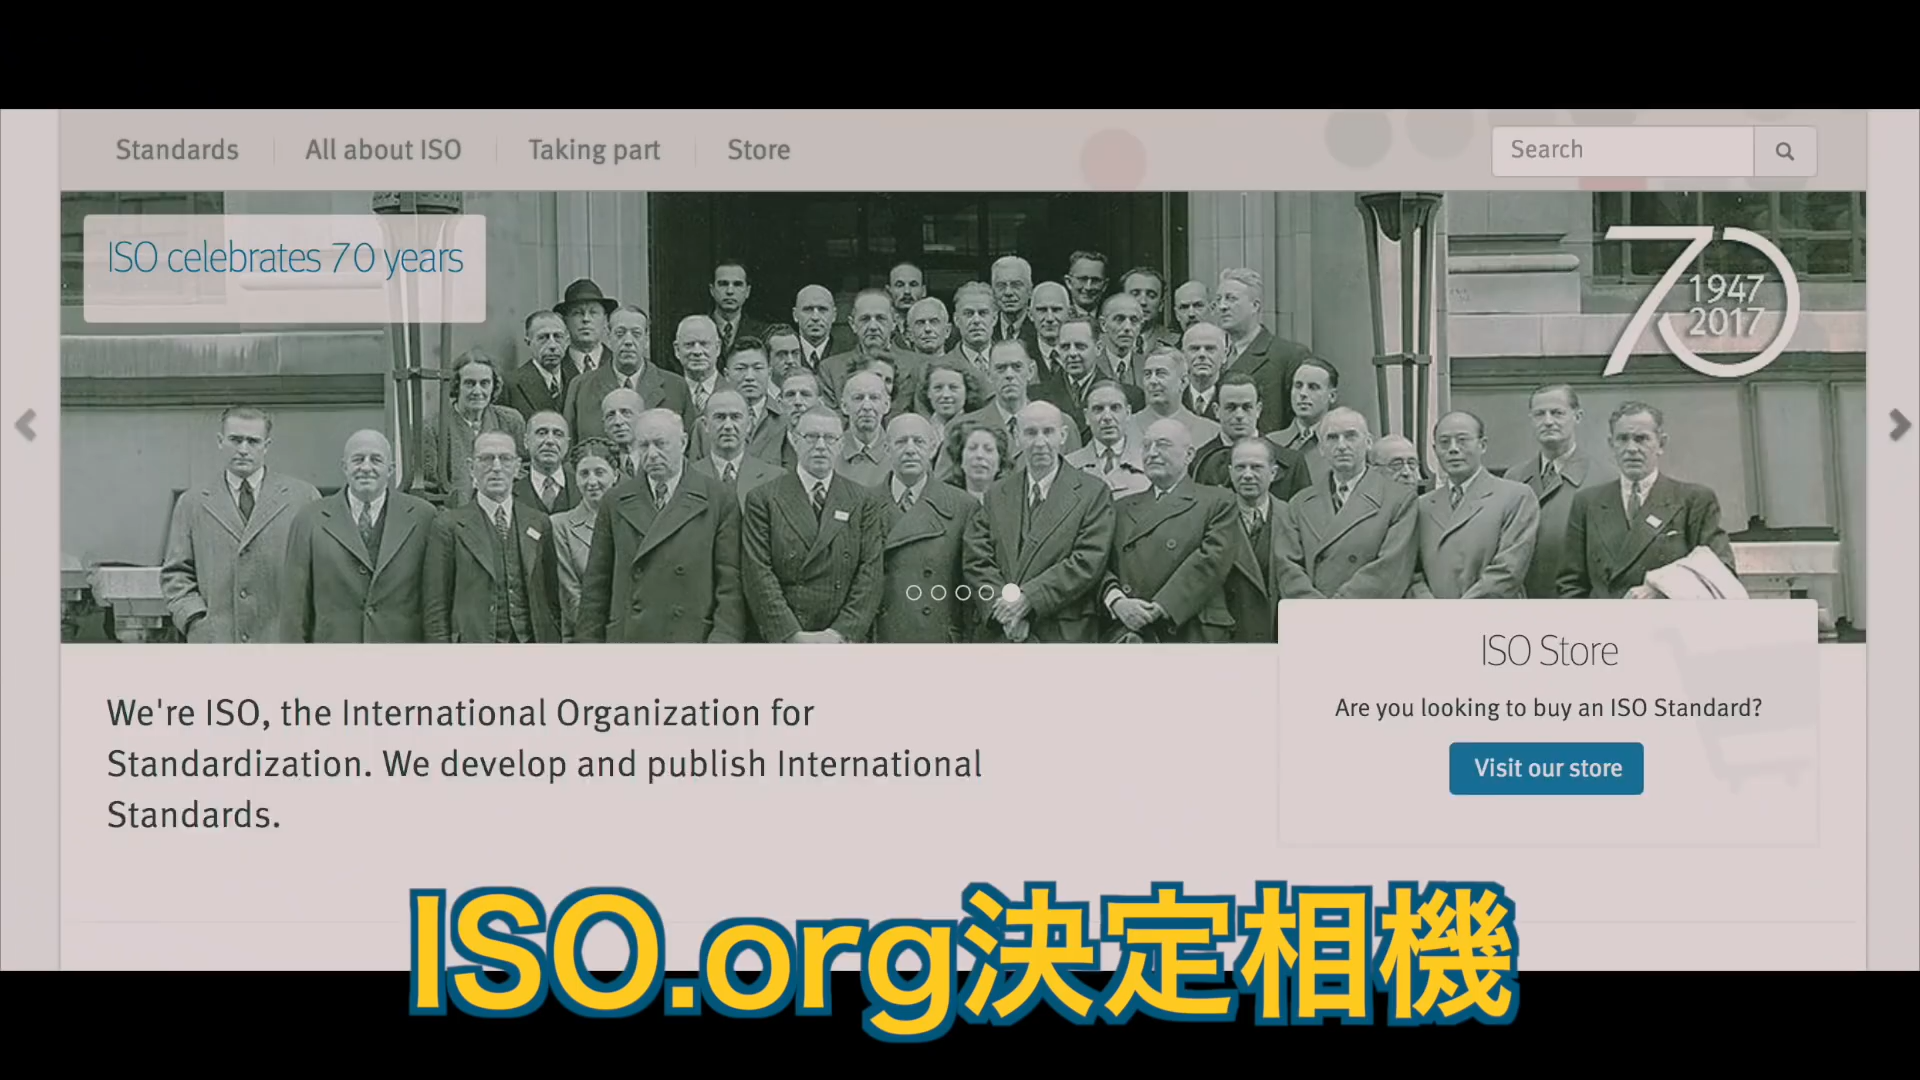 Standards
All about ISO
Taking part
Store
Search
ISO celebrates 70 years
70
1947
2017
We're ISO, the International Organization for
Standardization. We develop and publish International
Standards.
ISO Store
Are you looking to buy an ISO Standard?
Visit our store
ISO.org決定相機